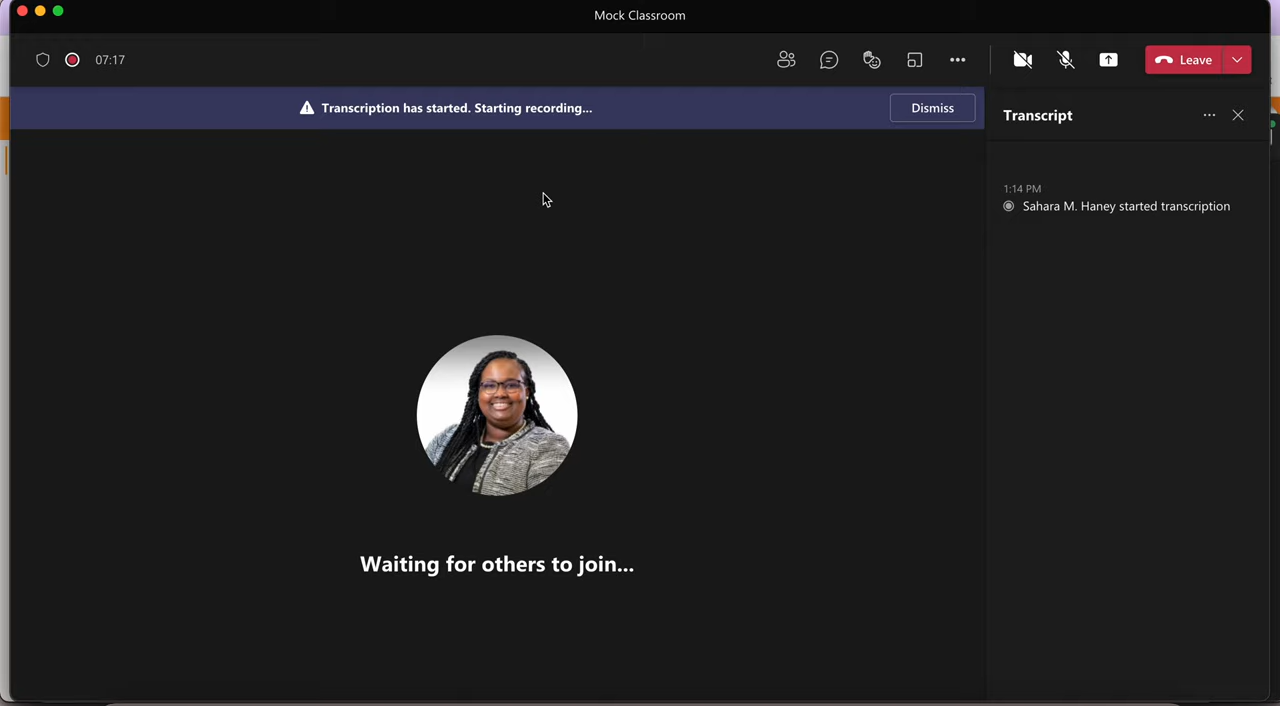 Mock Classroom
07:17
Leave
Transcription has started. Starting recording...
Dismiss
Transcript
1:14 PM
Sahara M. Haney started transcription
Waiting for others to join...